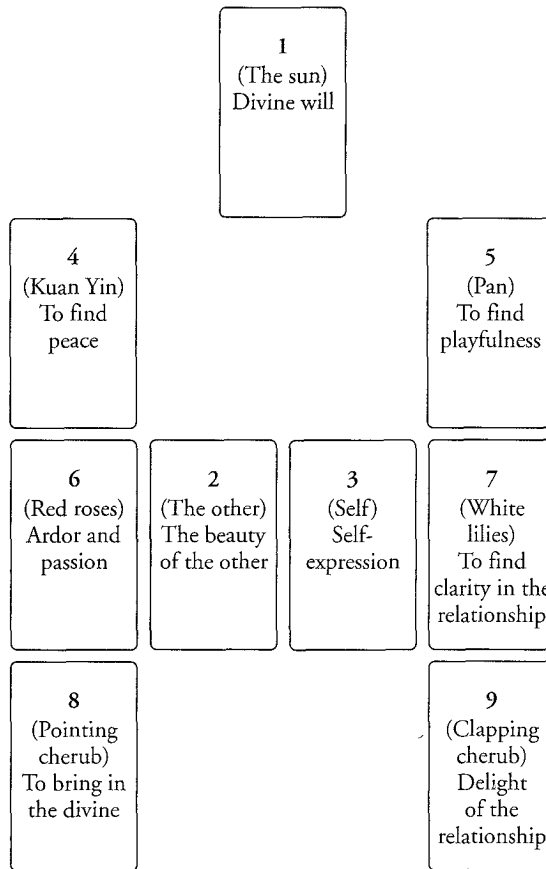 1
(The sun)
Divine will
4
(Kuan Yin)
To find
peace
5
(Pan)
To find
playfulness
6
(Red roses)
Ardor and
passion
2
(The other)
The beauty
of the other
3
(Self)
Self-
expression
7
(White
lilies)
To find
clarity in the
relationship
8
(Pointing
cherub)
To bring in
the divine
9
(Clapping
cherub)
Delight
of the
relationship